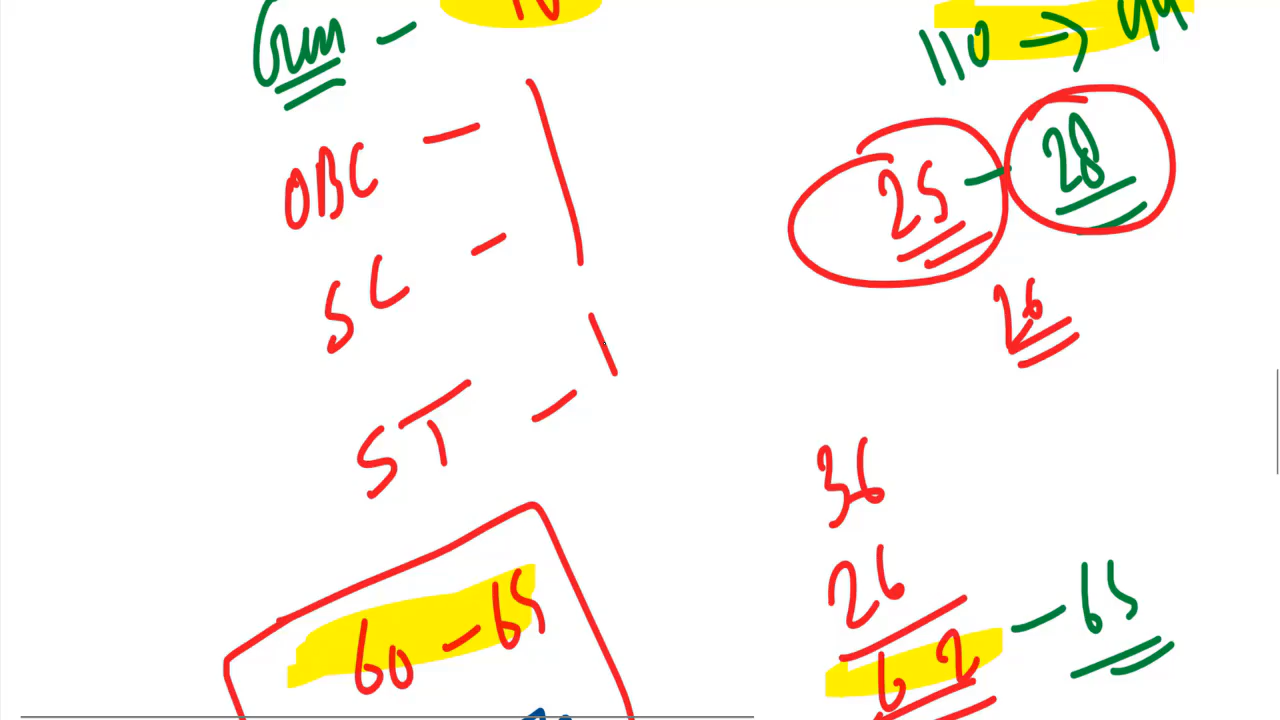 Gen -
OBC -
SC -
ST -
60 - 65
110 → 99
25 - 28
26
36
26
62 - 65